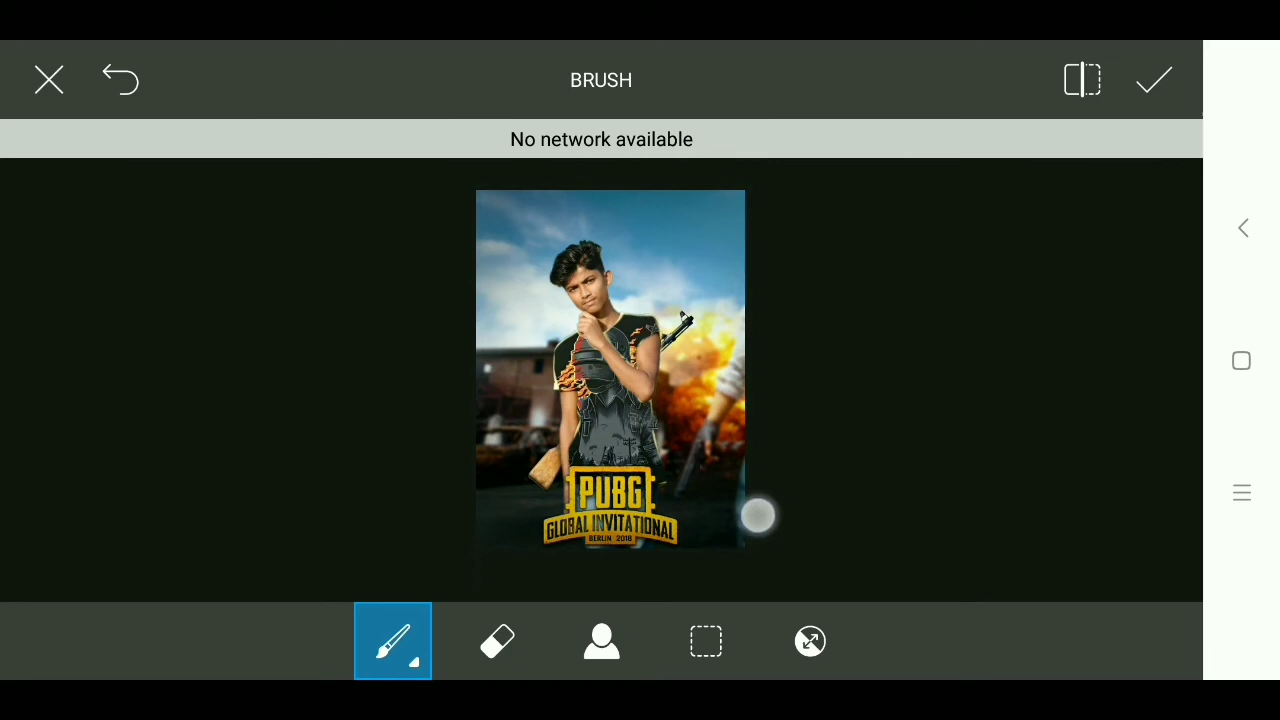 BRUSH
No network available
PUBG
GLOBAL INVITATIONAL
BERLIN 2018